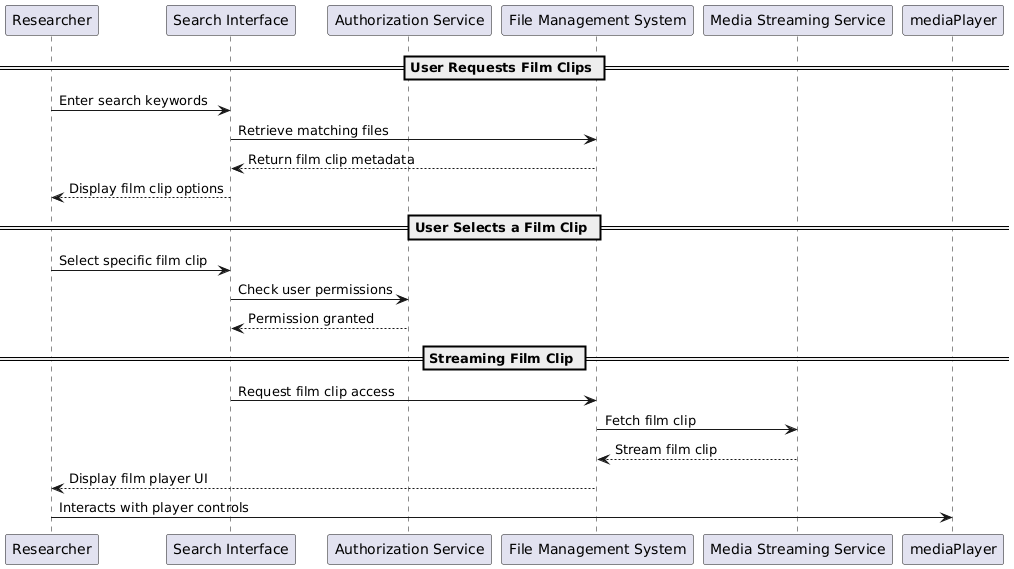 Researcher
Search Interface
Authorization Service
File Management System
Media Streaming Service
mediaPlayer
User Requests Film Clips
Enter search keywords
Retrieve matching files
Return film clip metadata
Display film clip options
User Selects a Film Clip
Select specific film clip
Check user permissions
Permission granted
Streaming Film Clip
Request film clip access
Fetch film clip
Stream film clip
Display film player UI
Interacts with player controls
Researcher
Search Interface
Authorization Service
File Management System
Media Streaming Service
mediaPlayer